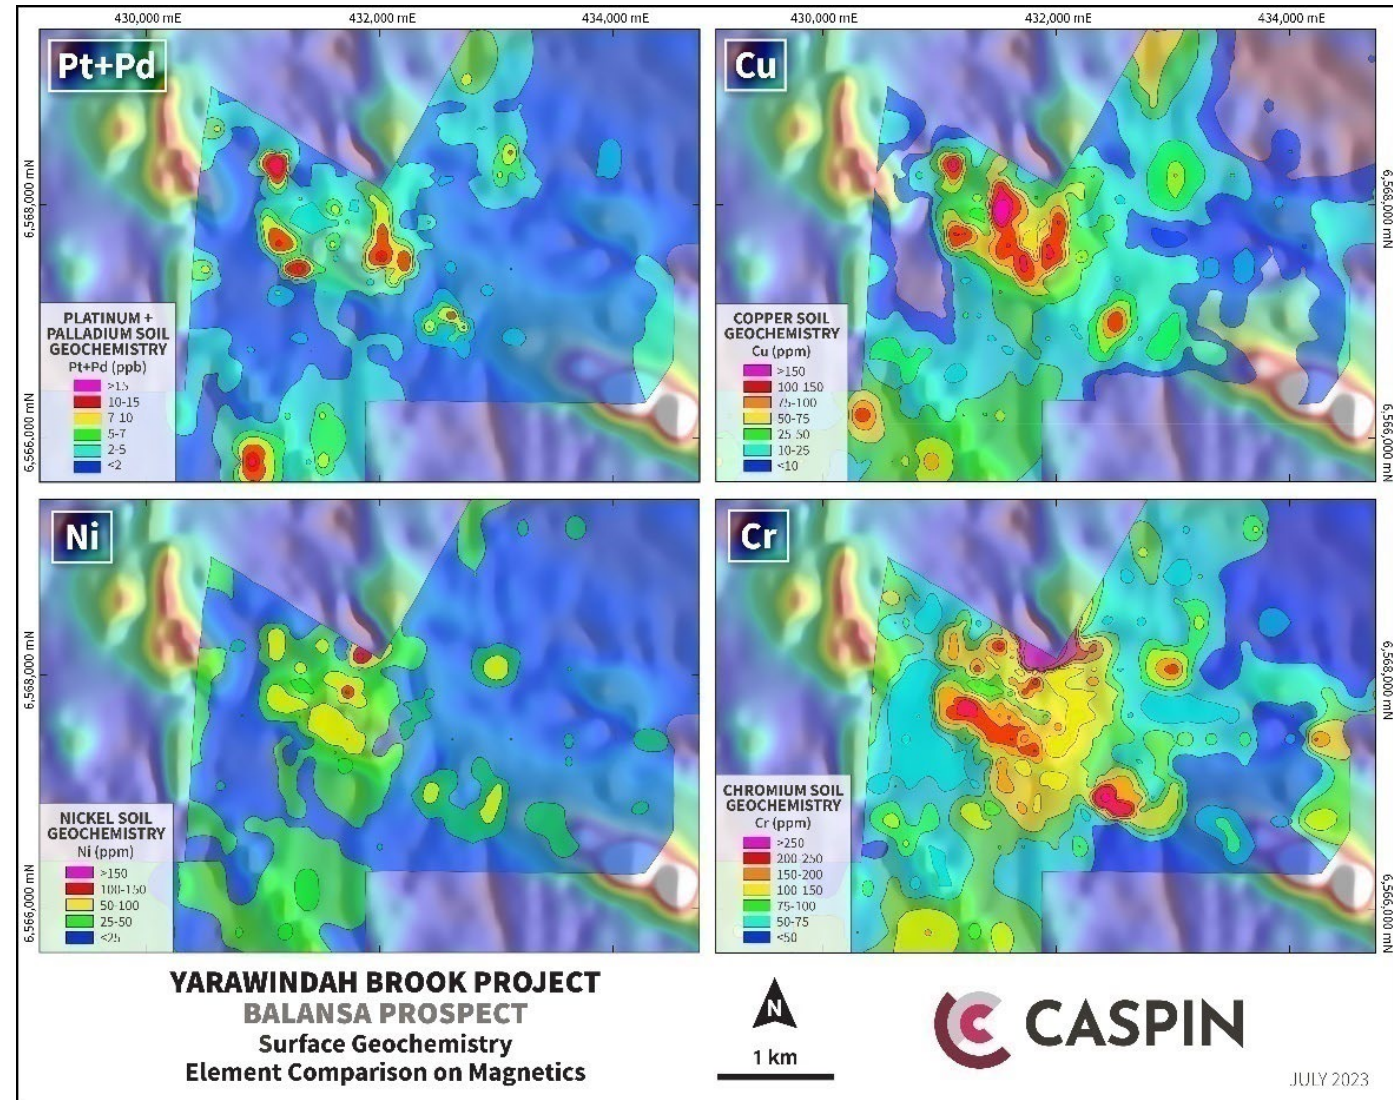 430,000 mE
432,000 mE
434,000 mE
430,000 mE
432,000 mE
434,000 mE
Pt+Pd
6,568,000 mN
6,566,000 mN
PLATINUM +
PALLADIUM SOIL
GEOCHEMISTRY
Pt+Pd (ppb)
>15
10-15
7 10
5-7
2-5
<2
Cu
6,568,000 mN
6,566,000 mN
COPPER SOIL
GEOCHEMISTRY
Cu (ppm)
>150
100 150
75-100
50-75
25 50
10-25
<10
Ni
6,568,000 mN
6,566,000 mN
NICKEL SOIL
GEOCHEMISTRY
Ni (ppm)
>150
100-150
50-100
25-50
<25
Cr
6,568,000 mN
6,566,000 mN
CHROMIUM SOIL
GEOCHEMISTRY
Cr (ppm)
>250
200 250
150-200
100 150
75-100
50-75
<50
YARAWINDAH BROOK PROJECT
BALANSA PROSPECT
Surface Geochemistry
Element Comparison on Magnetics
N
1 km
CASPIN
JULY 2023